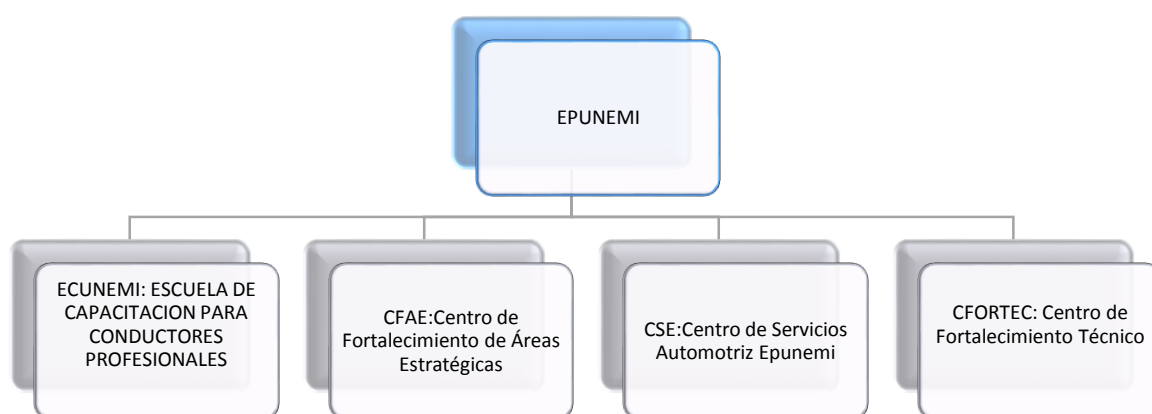 EPUNEMI
ECUNEMI: ESCUELA DE
CAPACITACION PARA
CONDUCTORES
PROFESIONALES
CFAE:Centro de
Fortalecimiento de Áreas
Estratégicas
CSE:Centro de Servicios
Automotriz Epunemi
CFORTEC: Centro de
Fortalecimiento Técnico